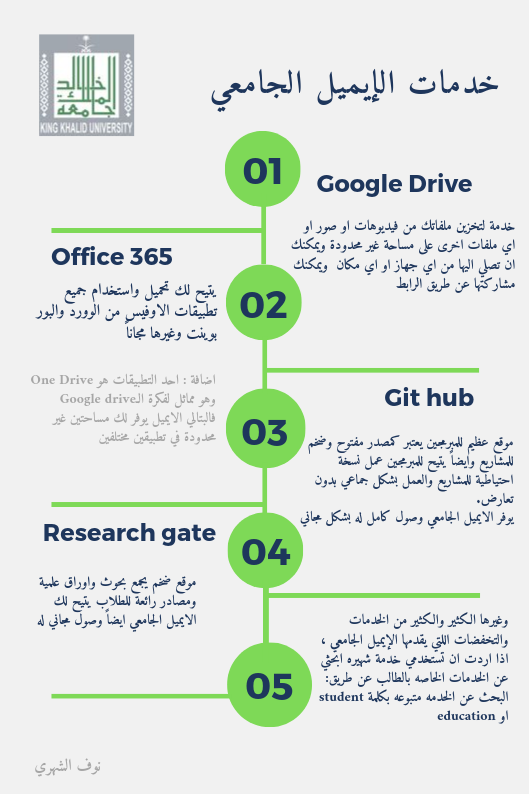 جامعة الملك خالد
KING KHALID UNIVERSITY
خدمات الإيميل الجامعي
01
Google Drive
خدمة لتخزين ملفاتك من فيديوهات او صور او
اي ملفات اخرى على مساحة غير محدودة ويمكنك
ان تصلي اليها من اي جهاز او اي مكان ويمكنك
مشاركتها عن طريق الرابط
Office 365
02
يتيح لك تحميل واستخدام جميع
تطبيقات الاوفيس من الوورد والبور
بوينت وغيرها مجاناً
اضافة : احد التطبيقات هو One Drive
وهو مماثل لفكرة الـGoogle drive
فالبتالي الايميل يوفر لك مساحتين غير
محدودة في تطبيقين مختلفين
Git hub
03
موقع عظيم للمبرمجين يعتبر كمصدر مفتوح وضخم
للمشاريع وايضاً يتيح للمبرمجين عمل نسخة
احتياطية للمشاريع والعمل بشكل جماعي بدون
تعارض.
يوفر الايميل الجامعي وصول كامل له بشكل مجاني
Research gate
04
موقع ضخم يجمع بحوث واوراق علمية
ومصادر رائعة للطلاب يتيح لك
الايميل الجامعي ايضاً وصول مجاني له
05
وغيرها الكثير والكثير من الخدمات
والتخفضات اللتي يقدمها الإيميل الجامعي ،
اذا اردت ان تستخدمي خدمة شهيره ابحثي
عن الخدمات الخاصه بالطالب عن طريق:
البحث عن الخدمه متبوعه بكلمة student
او education
نوف الشهري